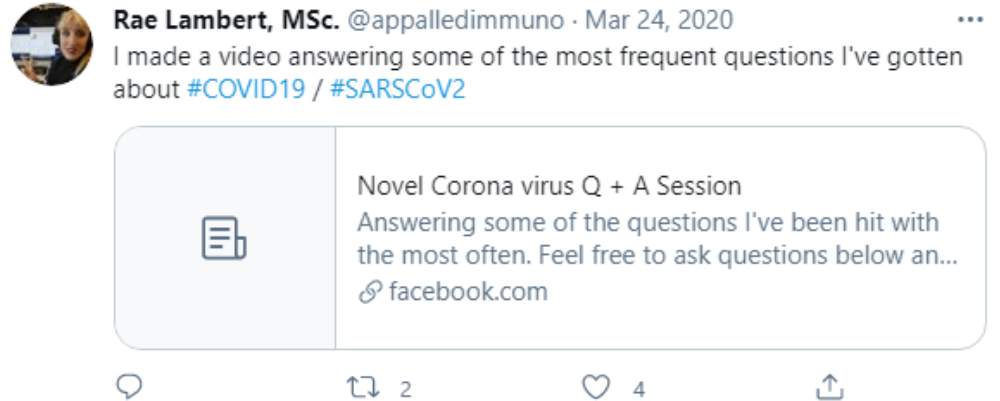 Rae Lambert, MSc. @appalledimmuno · Mar 24, 2020
I made a video answering some of the most frequent questions I've gotten
about #COVID19 / #SARSCoV2
Novel Corona virus Q + A Session
Answering some of the questions I've been hit with
the most often. Feel free to ask questions below an...
facebook.com
2 4